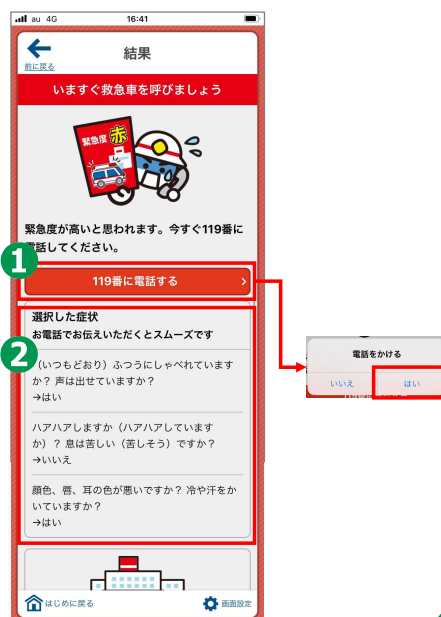 au 4G 16:41
前に戻る
結果
いますぐ救急車を呼びましょう
緊急度 赤
緊急度が高いと思われます。今すぐ119番に
電話してください。
1
119番に電話する
2
選択した症状
お電話でお伝えいただくとスムーズです
（いつもどおり）ふつうにしゃべれています
か？ 声は出せていますか？
→はい
ハアハアしますか（ハアハアしています
か）？ 息は苦しい（苦しそう）ですか？
→いいえ
顔色、唇、耳の色が悪いですか？ 冷や汗をか
いていますか？
→はい
はじめに戻る
画面設定
電話をかける
いいえ
はい